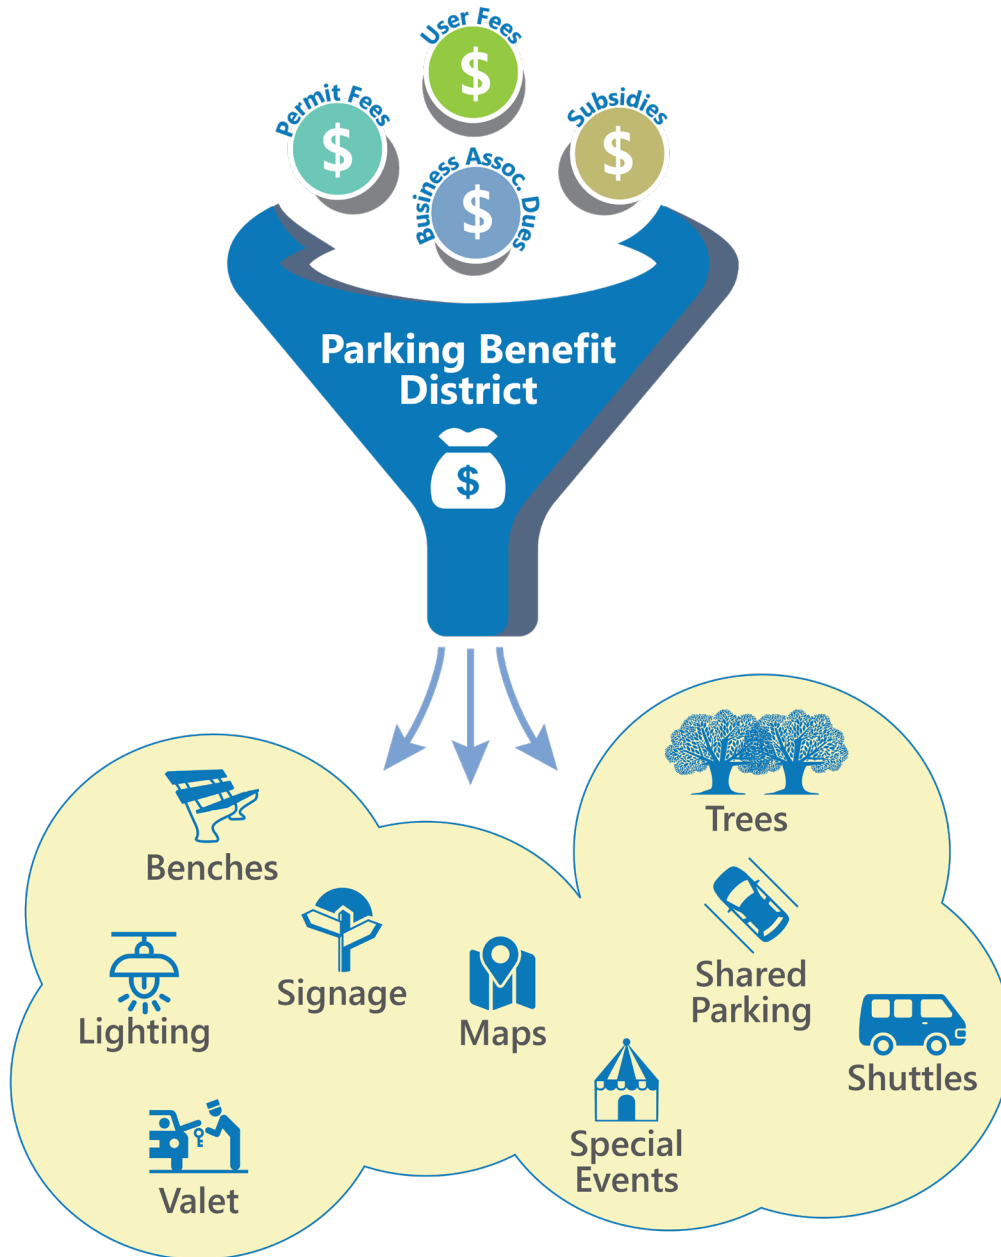 User Fees
$
Permit Fees
$
Subsidies
$
Business Assoc. Dues
$
Parking Benefit
District
$
Trees
Benches
Shared
Parking
Signage
Lighting
Maps
Shuttles
Special
Events
Valet